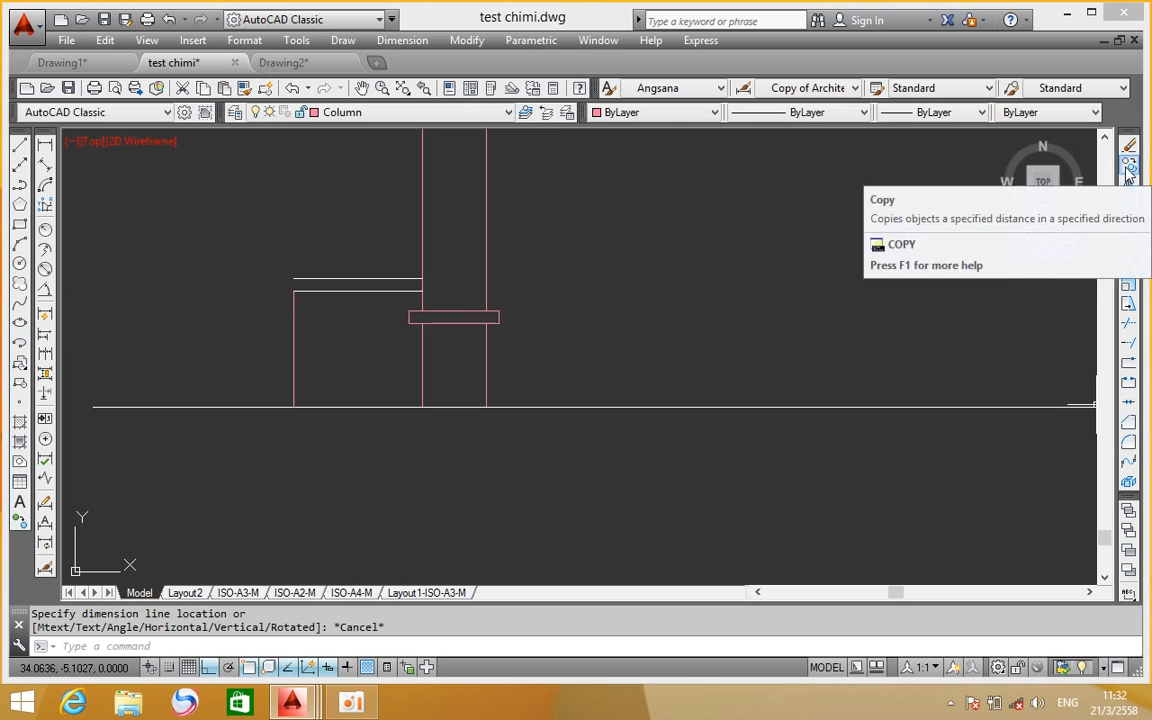 AutoCAD Classic
test chimi.dwg
Type a keyword or phrase
Sign In
File Edit View Insert Format Tools Draw Dimension Modify Parametric Window Help Express
Drawing1* test chimi* Drawing2*
Angsana Copy of Archite Standard Standard
AutoCAD Classic Column ByLayer ByLayer ByLayer ByLayer
[−][Top][2D Wireframe]
N
W TOP E
Copy
Copies objects a specified distance in a specified direction
COPY
Press F1 for more help
Y
X
Model Layout2 ISO-A3-M ISO-A2-M ISO-A4-M Layout1-ISO-A3-M
Specify dimension line location or
[Mtext/Text/Angle/Horizontal/Vertical/Rotated]: *Cancel*
Type a command
34.0636, -5.1027, 0.0000 MODEL 1:1
ENG 11:32
21/3/2558